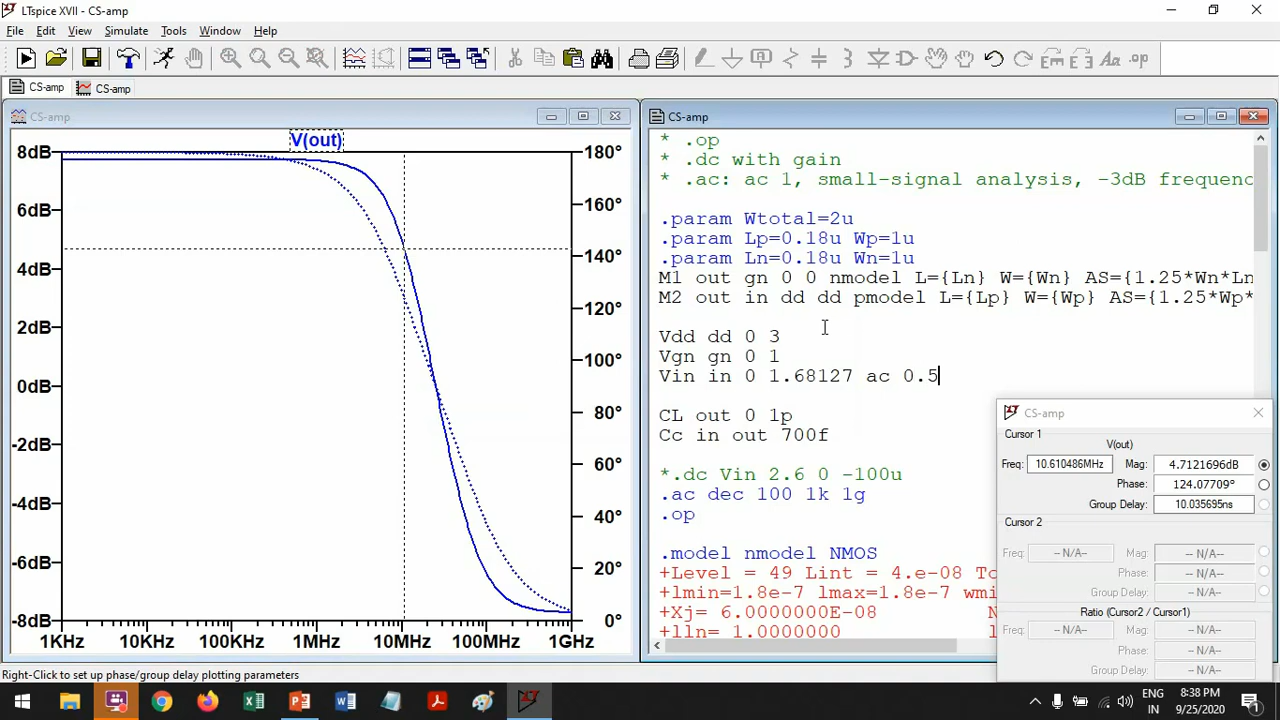 LTspice XVII - CS-amp
File Edit View Simulate Tools Window Help
CS-amp
CS-amp
CS-amp
V(out)
8dB
6dB
4dB
2dB
0dB
-2dB
-4dB
-6dB
-8dB
180°
160°
140°
120°
100°
80°
60°
40°
20°
0°
1KHz 10KHz 100KHz 1MHz 10MHz 100MHz 1GHz
CS-amp
* .op
* .dc with gain
* .ac: ac 1, small-signal analysis, -3dB frequenc
.param Wtotal=2u
.param Lp=0.18u Wp=1u
.param Ln=0.18u Wn=1u
M1 out gn 0 0 nmodel L={Ln} W={Wn} AS={1.25*Wn*Ln
M2 out in dd dd pmodel L={Lp} W={Wp} AS={1.25*Wp*
Vdd dd 0 3
Vgn gn 0 1
Vin in 0 1.68127 ac 0.5
CL out 0 1p
Cc in out 700f
*.dc Vin 2.6 0 -100u
.ac dec 100 1k 1g
.op
.model nmodel NMOS
+Level = 49 Lint = 4.e-08 To
+lmin=1.8e-7 lmax=1.8e-7 wmi
+Xj= 6.0000000E-08 N
+lln= 1.0000000 l
CS-amp
Cursor 1
V(out)
Freq: 10.610486MHz Mag: 4.7121696dB
Phase: 124.07709°
Group Delay: 10.035695ns
Cursor 2
Freq: -- N/A-- Mag: -- N/A--
Phase: -- N/A--
Group Delay: -- N/A--
Ratio (Cursor2 / Cursor1)
Freq: -- N/A-- Mag: -- N/A--
Phase: -- N/A--
Group Delay: -- N/A--
Right-Click to set up phase/group delay plotting parameters
ENG
IN
8:38 PM
9/25/2020